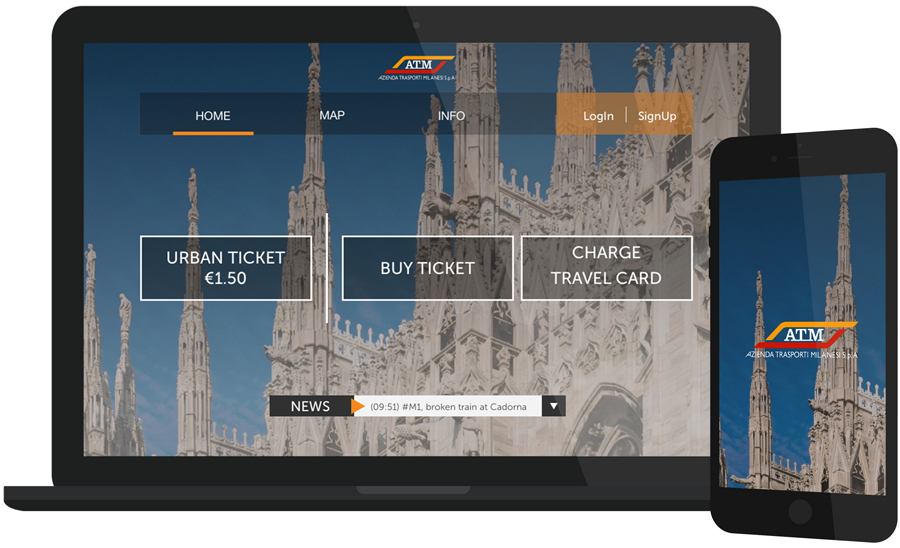 ATM
AZIENDA TRASPORTI MILANESI S.p.A
HOME
MAP
INFO
LogIn
SignUp
URBAN TICKET
€1.50
BUY TICKET
CHARGE
TRAVEL CARD
NEWS
(09:51) #M1, broken train at Cadorna
ATM
AZIENDA TRASPORTI MILANESI S.p.A